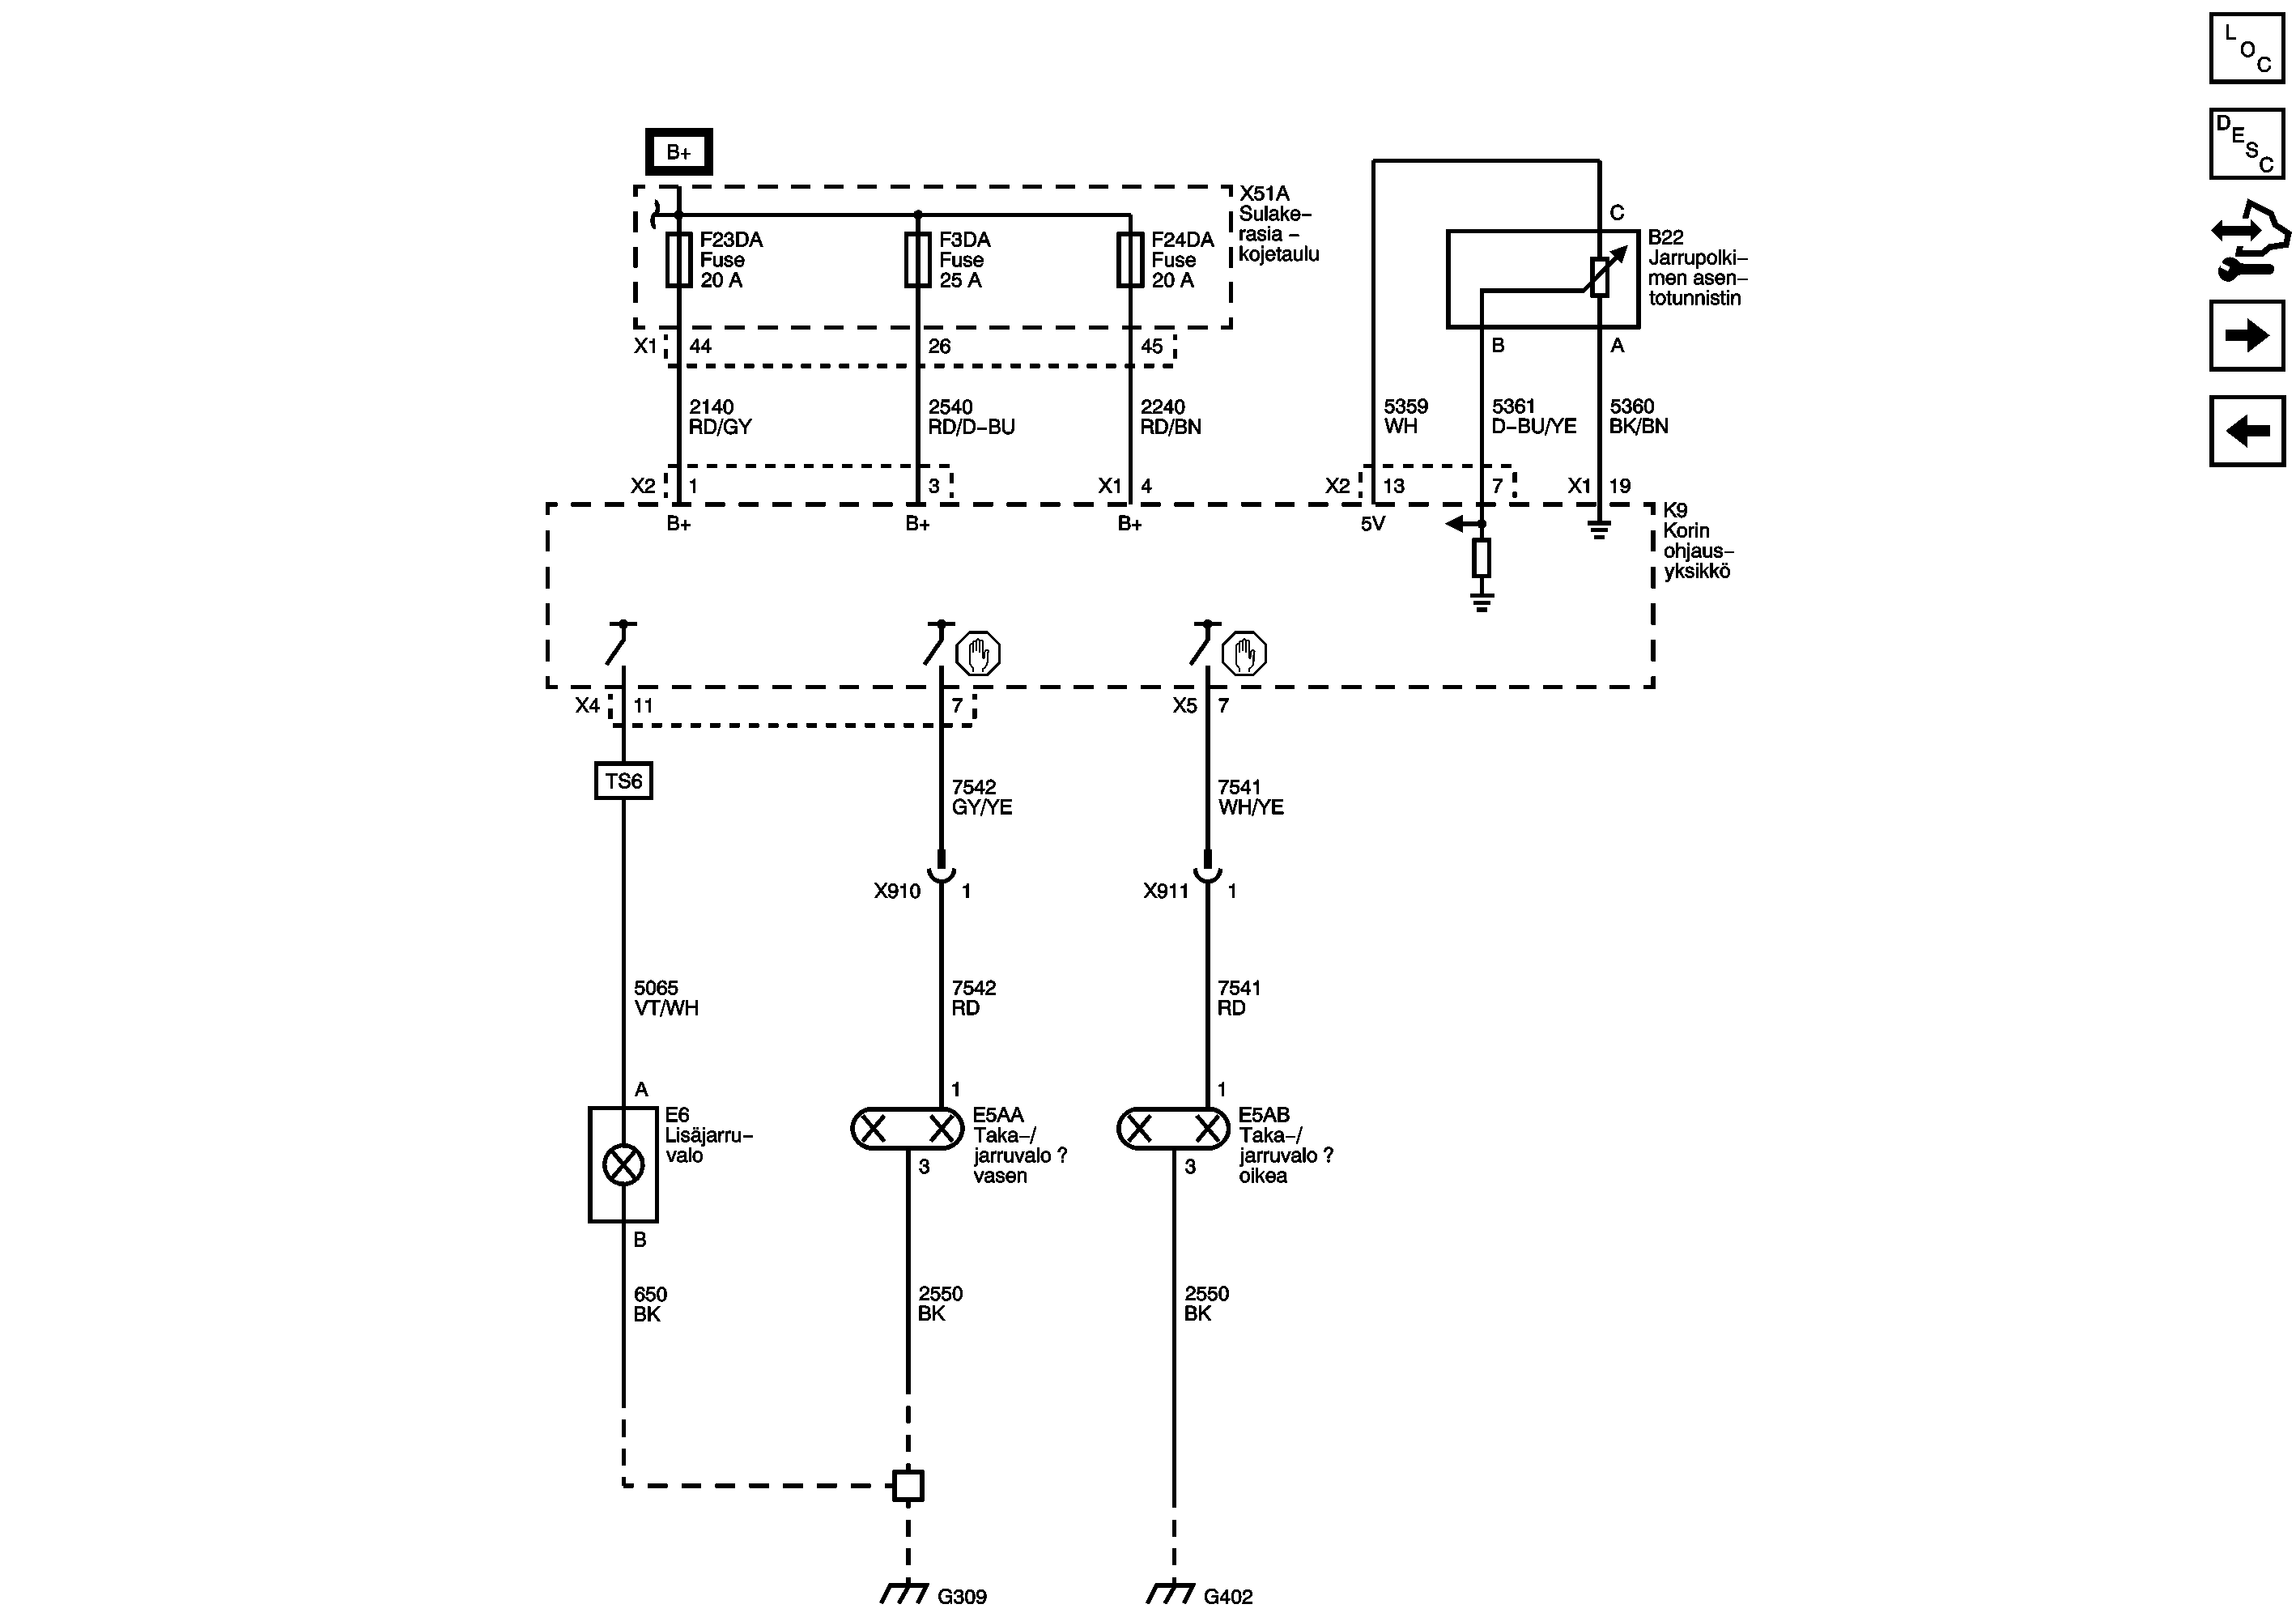 L
O
C
D
E
S
C
B+
X51A
Sulake–
rasia –
kojetaulu
F23DA
Fuse
20 A
F3DA
Fuse
25 A
F24DA
Fuse
20 A
C
B22
Jarrupolki–
men asen–
totunnistin
X1
44
26
45
B
A
2140
RD/GY
2540
RD/D–BU
2240
RD/BN
5359
WH
5361
D–BU/YE
5360
BK/BN
X2
1
3
X1
4
X2
13
7
X1
19
B+
B+
B+
5V
K9
Korin
ohjaus–
yksikkö
X4
11
7
X5
7
TS6
7542
GY/YE
7541
WH/YE
X910
1
X911
1
5065
VT/WH
7542
RD
7541
RD
A
1
1
E6
Lisäjarru–
valo
E5AA
Taka–/
jarruvalo ?
vasen
E5AB
Taka–/
jarruvalo ?
oikea
3
3
B
650
BK
2550
BK
2550
BK
G309
G402